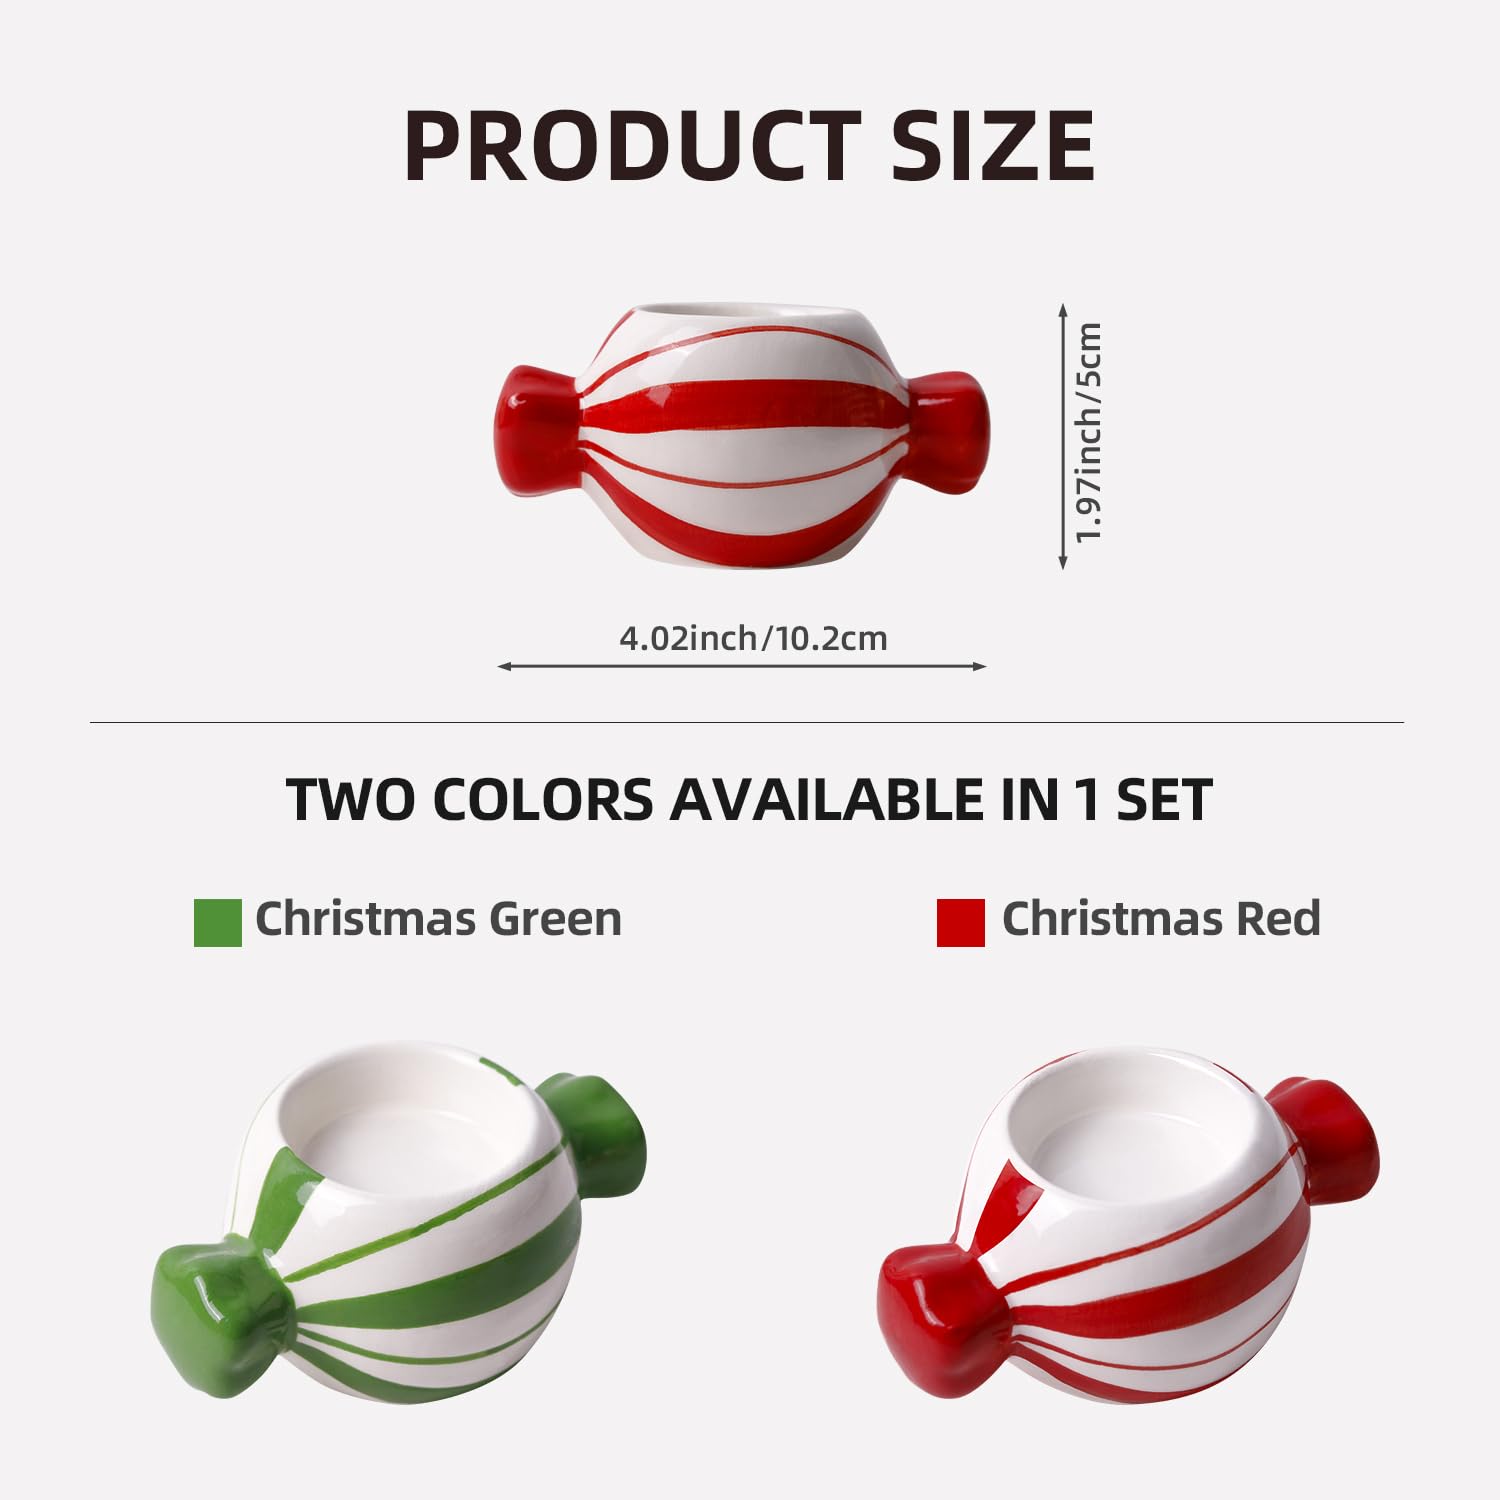 PRODUCT SIZE
1.97inch/5cm
4.02inch/10.2cm
TWO COLORS AVAILABLE IN 1 SET
Christmas Green
Christmas Red